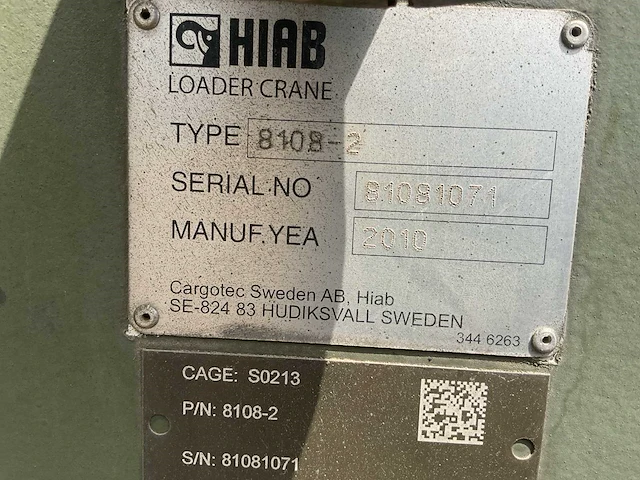 HIAB
LOADER CRANE
TYPE 8108-2
SERIAL NO 81081071
MANUF.YEA 2010
Cargotec Sweden AB, Hiab
SE-824 83 HUDIKSVALL SWEDEN
344 6263
CAGE: S0213
P/N: 8108-2
S/N: 81081071